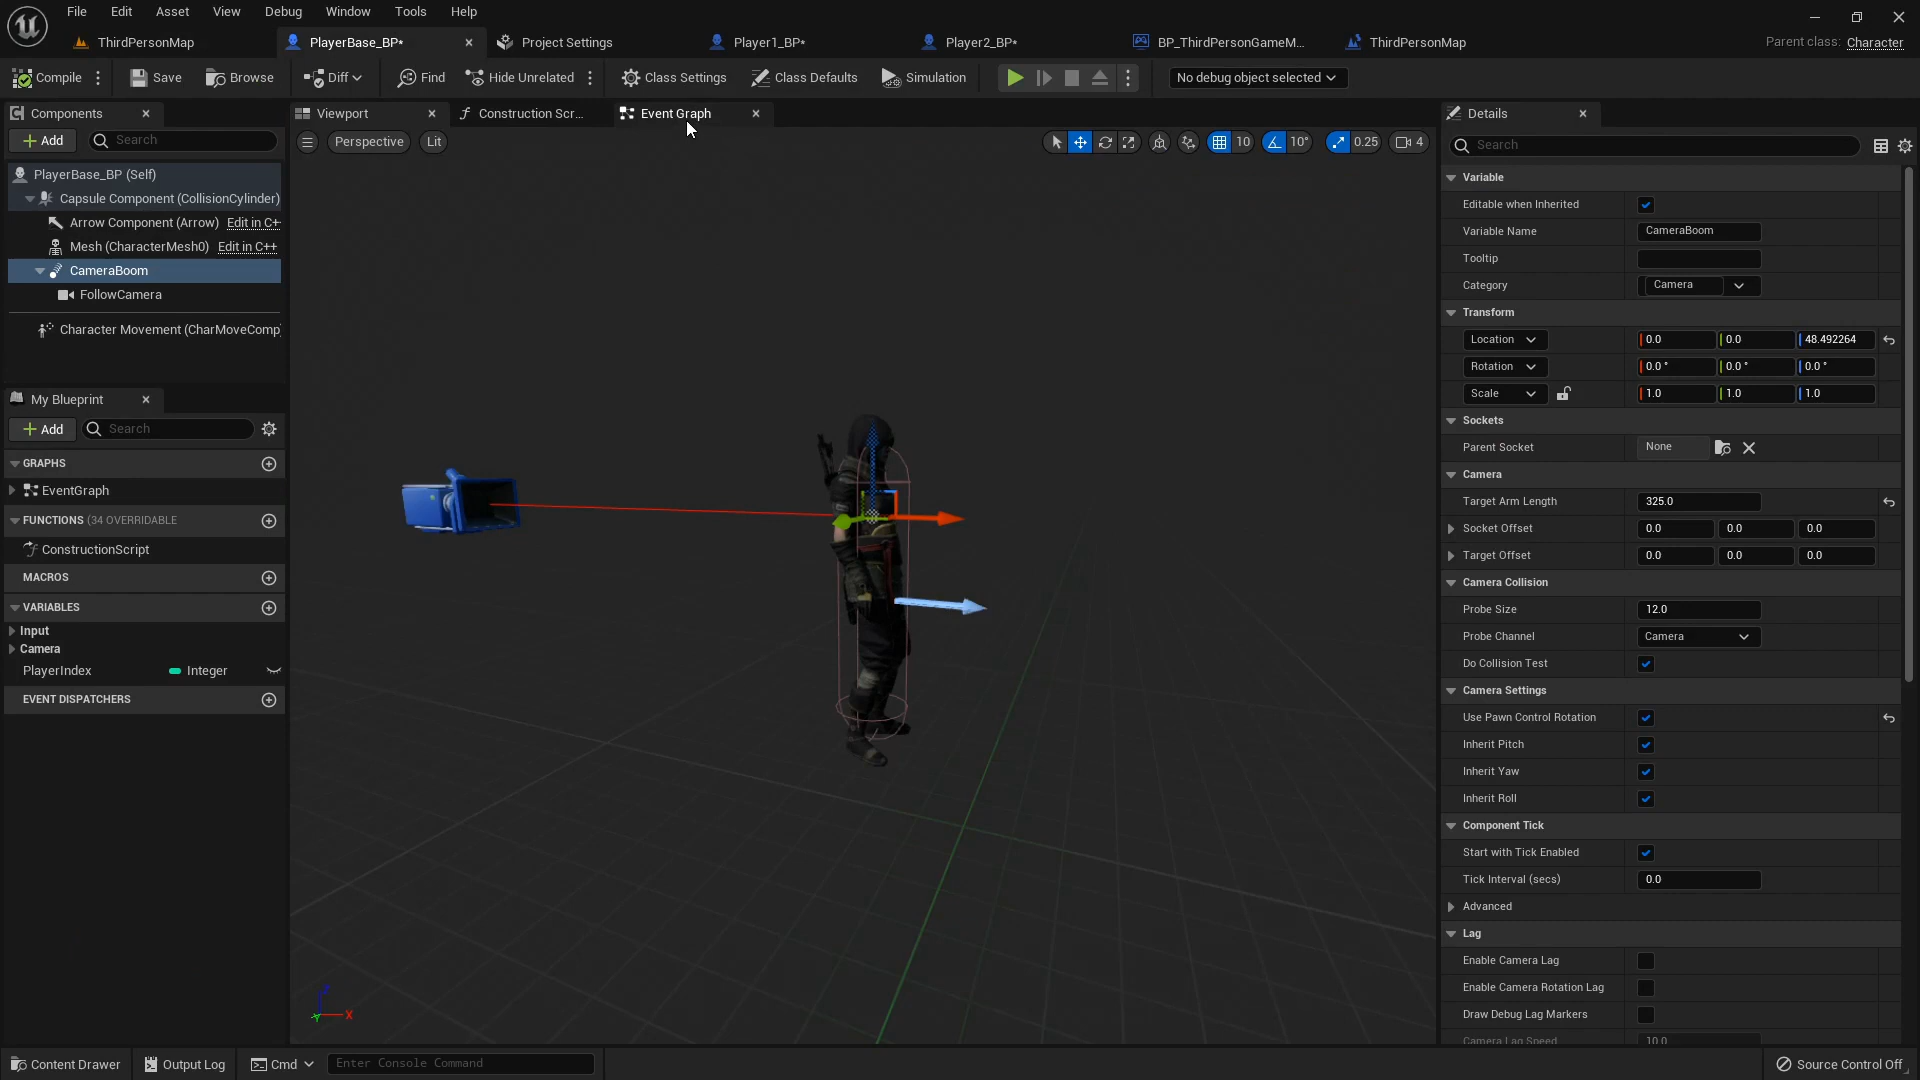 File Edit Asset View Debug Window Tools Help
ThirdPersonMap PlayerBase_BP* Project Settings Player1_BP* Player2_BP* BP_ThirdPersonGameM... ThirdPersonMap Parent class: Character
Compile Save Browse Diff Find Hide Unrelated Class Settings Class Defaults Simulation No debug object selected
Components
Add Search
PlayerBase_BP (Self)
Capsule Component (CollisionCylinder)
Arrow Component (Arrow) Edit in C+
Mesh (CharacterMesh0) Edit in C++
CameraBoom
FollowCamera
Character Movement (CharMoveComp)
My Blueprint
Add Search
GRAPHS
EventGraph
FUNCTIONS (34 OVERRIDABLE
ConstructionScript
MACROS
VARIABLES
Input
Camera
PlayerIndex Integer
EVENT DISPATCHERS
Viewport Construction Scr... Event Graph
Perspective Lit 10 10° 0.25 4
Z
X
Y
Details
Search
Variable
Editable when Inherited
Variable Name CameraBoom
Tooltip
Category Camera
Transform
Location 0.0 0.0 48.492264
Rotation 0.0 ° 0.0 ° 0.0 °
Scale 1.0 1.0 1.0
Sockets
Parent Socket None
Camera
Target Arm Length 325.0
Socket Offset 0.0 0.0 0.0
Target Offset 0.0 0.0 0.0
Camera Collision
Probe Size 12.0
Probe Channel Camera
Do Collision Test
Camera Settings
Use Pawn Control Rotation
Inherit Pitch
Inherit Yaw
Inherit Roll
Component Tick
Start with Tick Enabled
Tick Interval (secs) 0.0
Advanced
Lag
Enable Camera Lag
Enable Camera Rotation Lag
Draw Debug Lag Markers
Camera Lag Speed 10.0
Content Drawer Output Log Cmd Enter Console Command Source Control Off